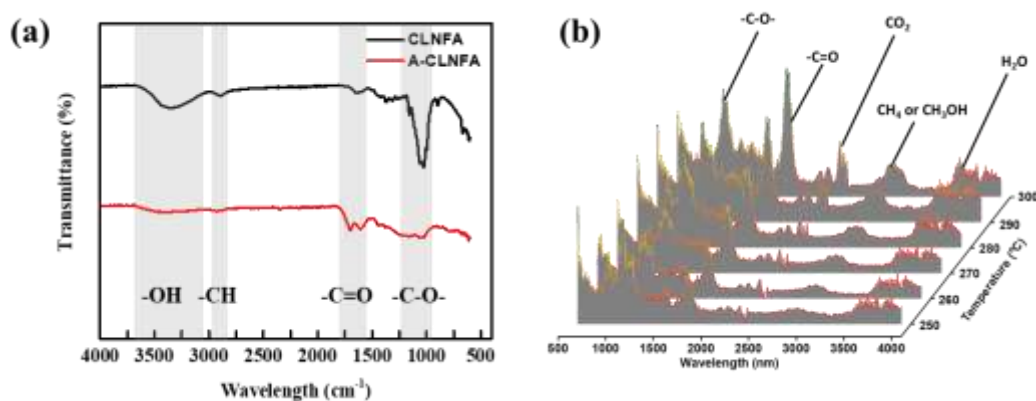 (a)
CLNFA
A-CLNFA
Transmittance (%)
-OH
-CH
-C=O
-C-O-
4000 3500 3000 2500 2000 1500 1000 500
Wavelength (cm⁻¹)
(b)
-C-O-
-C=O
CO₂
CH₄ or CH₃OH
H₂O
300
290
280
270
260
250
Temperature (°C)
500 1000 1500 2000 2500 3000 3500 4000
Wavelength (nm)